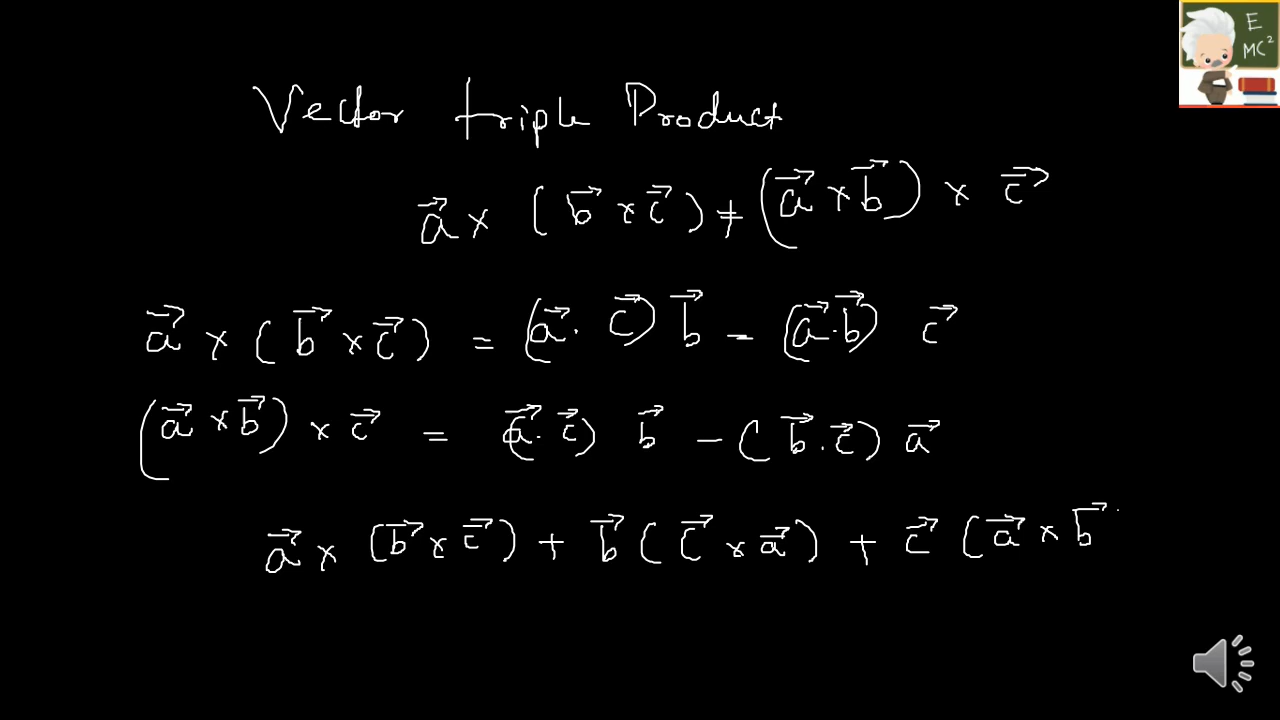 Vector triple Product
a⃗ × (b⃗ × c⃗) ≠ (a⃗ × b⃗) × c⃗
a⃗ × (b⃗ × c⃗) = (a⃗ · c⃗) b⃗ - (a⃗ · b⃗) c⃗
(a⃗ × b⃗) × c⃗ = (a⃗ · c⃗) b⃗ - (b⃗ · c⃗) a⃗
a⃗ × (b⃗ × c⃗) + b⃗ (c⃗ × a⃗) + c⃗ (a⃗ × b⃗
E
MC²